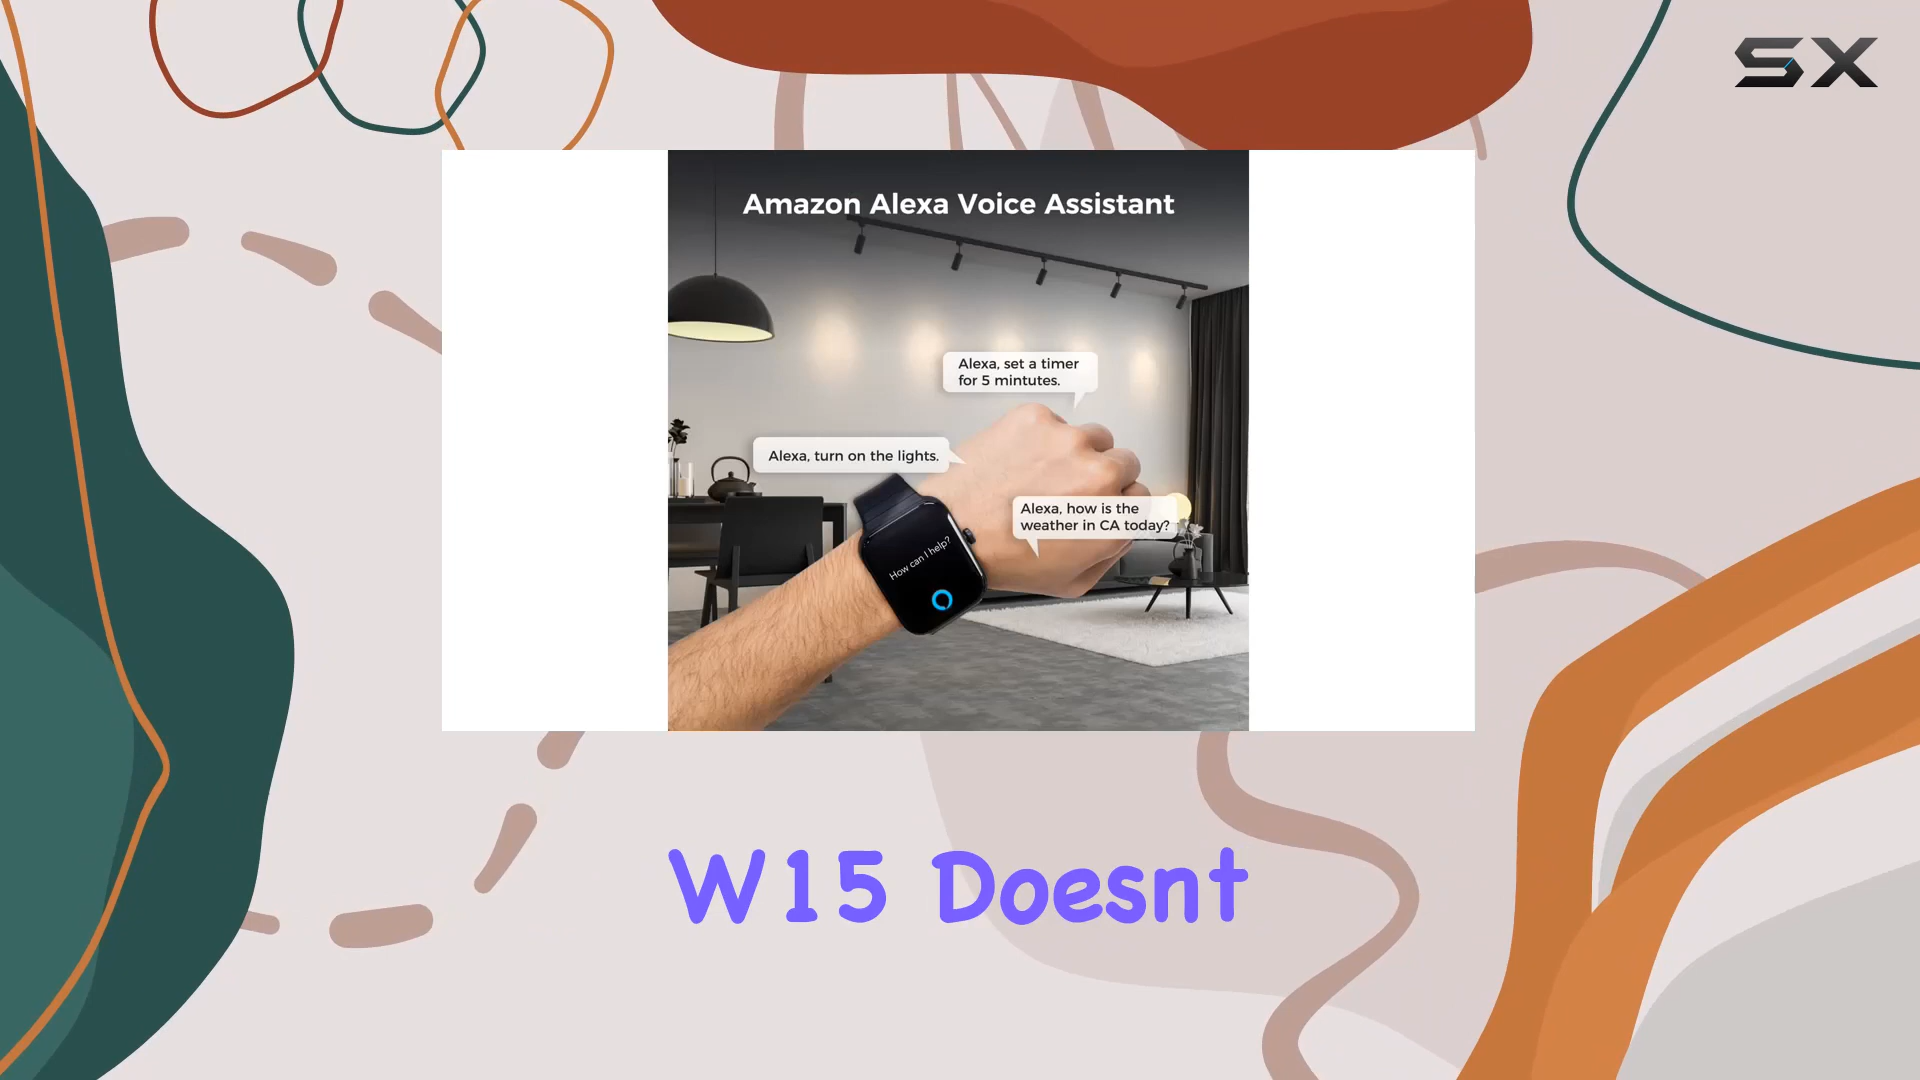 SX
Amazon Alexa Voice Assistant
Alexa, set a timer
for 5 mintutes.
Alexa, turn on the lights.
Alexa, how is the
weather in CA today?
How can I help?
W15 Doesnt